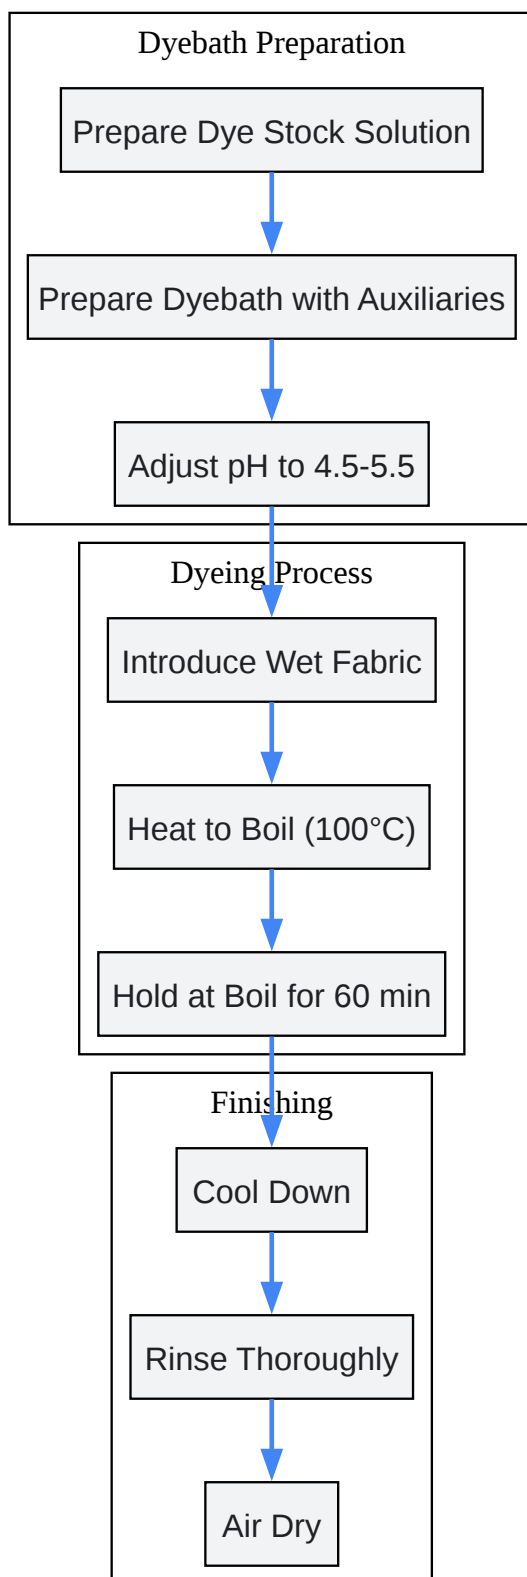 Dyebath Preparation
Prepare Dye Stock Solution
Prepare Dyebath with Auxiliaries
Adjust pH to 4.5-5.5
Dyeing Process
Introduce Wet Fabric
Heat to Boil (100°C)
Hold at Boil for 60 min
Finishing
Cool Down
Rinse Thoroughly
Air Dry